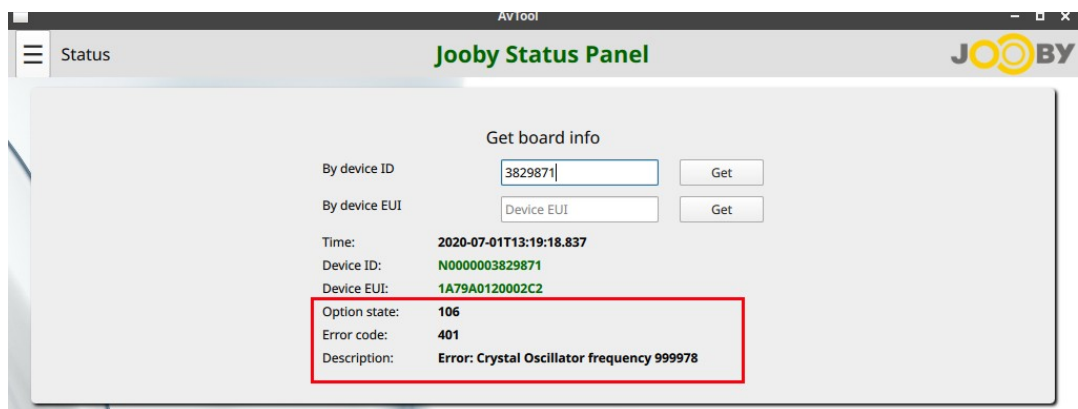 AvTool
☰ Status Jooby Status Panel JOOBY
Get board info
By device ID 3829871 Get
By device EUI Device EUI Get
Time: 2020-07-01T13:19:18.837
Device ID: N0000003829871
Device EUI: 1A79A0120002C2
Option state: 106
Error code: 401
Description: Error: Crystal Oscillator frequency 999978